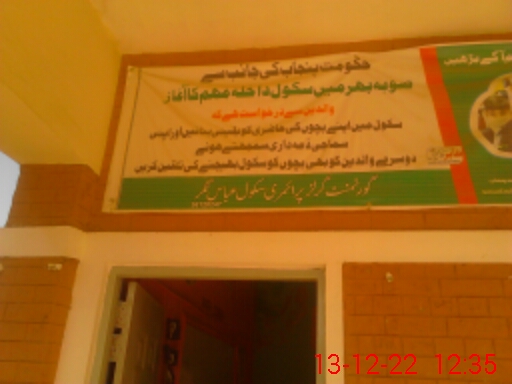 حکومت پنجاب کی جانب سے
صوبہ بھر میں سکول داخلہ مہم کا آغاز
والدین سے درخواست ہے کہ
سکول میں اپنے بچوں کی حاضری کو یقینی بنائیں اور اپنی
سماجی ذمہ داری سمجھتے ہوئے
دوسرے والدین کو بھی بچوں کو سکول بھیجنے کی تلقین کریں
گورنمنٹ گرلز پرائمری سکول عباس نگر
13-12-22 12:35